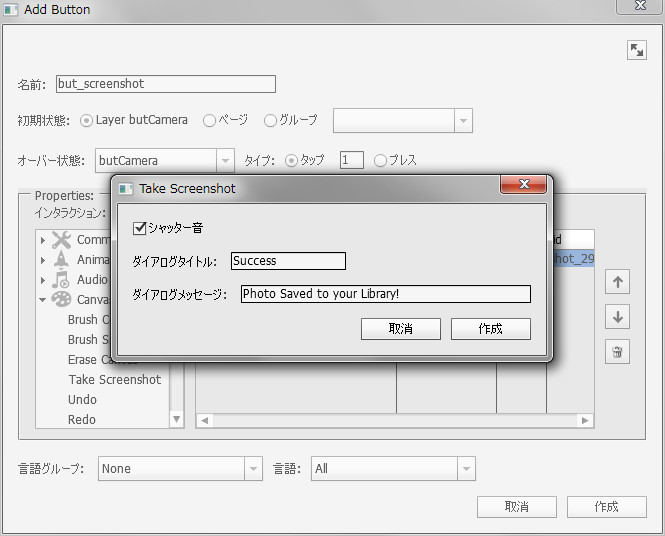 Add Button
名前: but_screenshot
初期状態: Layer butCamera ページ グループ
オーバー状態: butCamera タイプ: タップ 1 プレス
Properties:
インタラクション:
Take Screenshot
シャッター音
ダイアログタイトル: Success
ダイアログメッセージ: Photo Saved to your Library!
取消 作成
Audio
Brush
Brush
Erase
Take Screenshot
Undo
Redo
言語グループ: None 言語: All
取消 作成